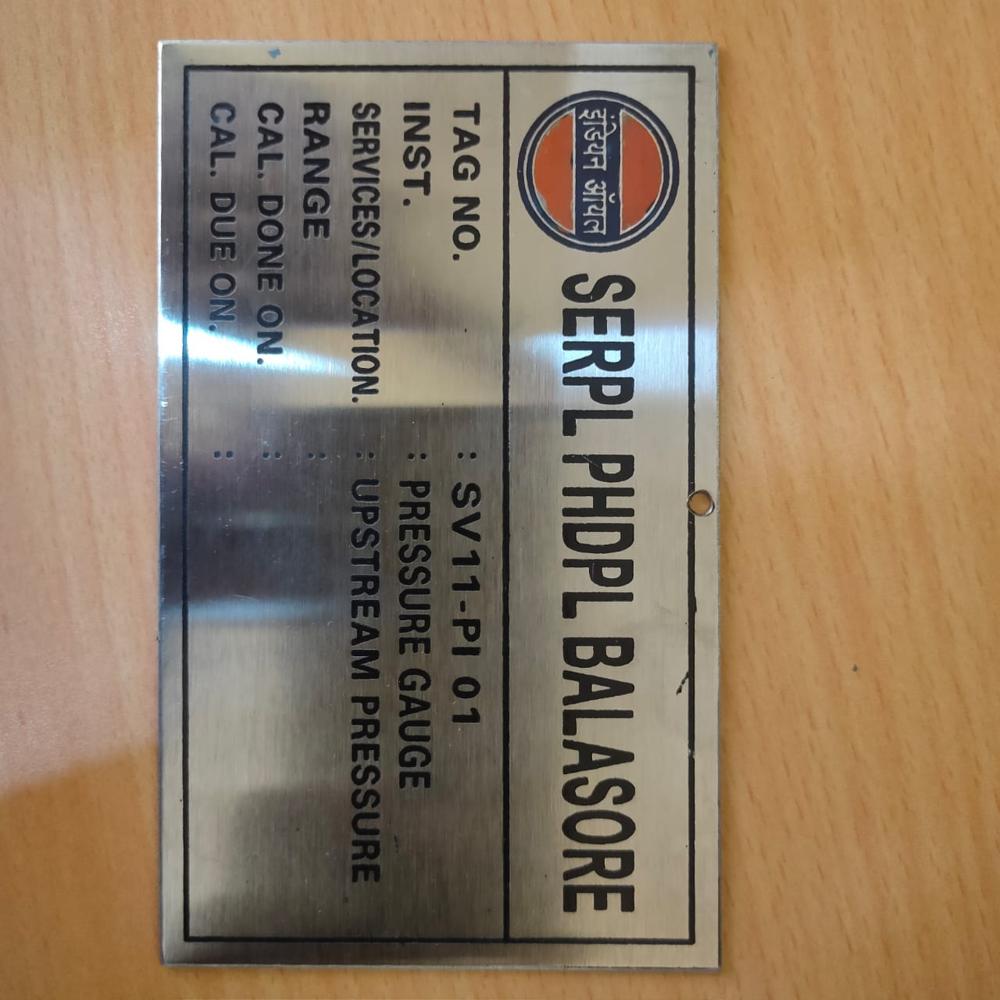 इंडियन ऑयल
SERPL PHDPL BALASORE
TAG NO. : SV11-PI 01
INST. : PRESSURE GAUGE
SERVICES/LOCATION. : UPSTREAM PRESSURE
RANGE :
CAL. DONE ON. :
CAL. DUE ON. :